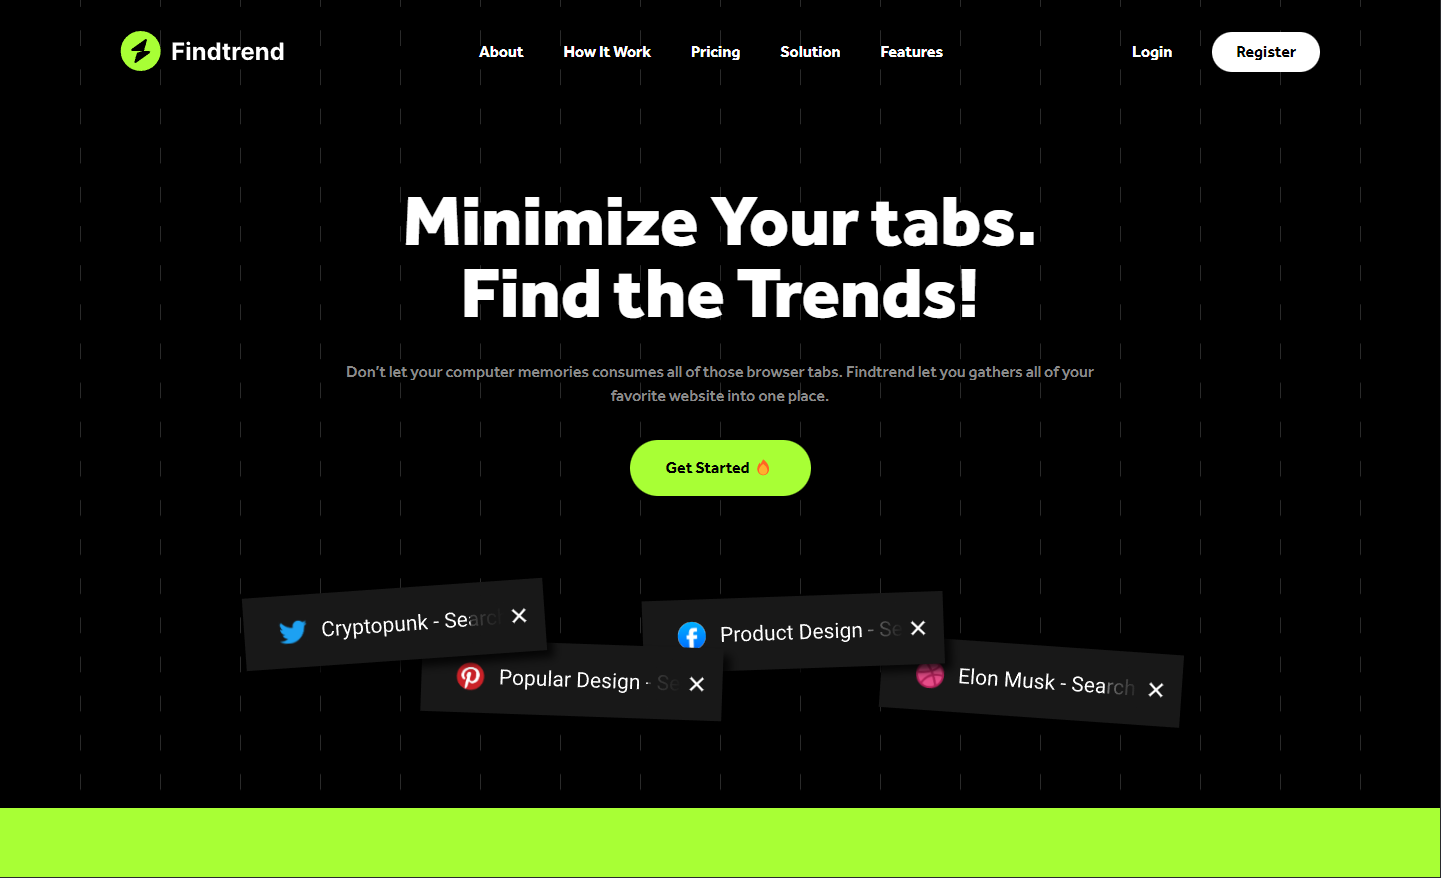 Findtrend
About How It Work Pricing Solution Features
Login Register
Minimize Your tabs.
Find the Trends!
Don't let your computer memories consumes all of those browser tabs. Findtrend let you gathers all of your
favorite website into one place.
Get Started 🔥
Cryptopunk - Search
Product Design - Se
Popular Design - Se
Elon Musk - Search